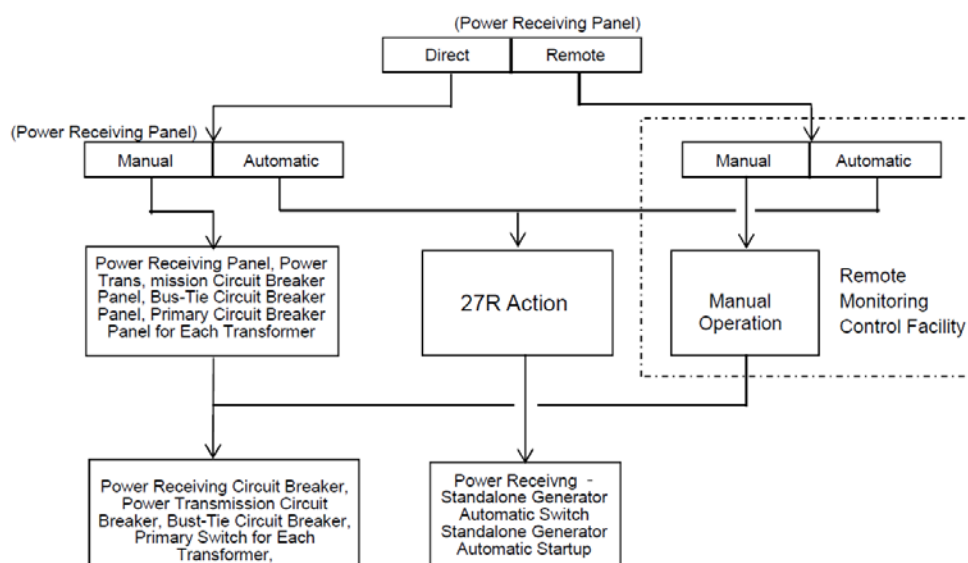 (Power Receiving Panel)
Direct
Remote
(Power Receiving Panel)
Manual
Automatic
Manual
Automatic
Power Receiving Panel, Power
Trans, mission Circuit Breaker
Panel, Bus-Tie Circuit Breaker
Panel, Primary Circuit Breaker
Panel for Each Transformer
27R Action
Manual
Operation
Remote
Monitoring
Control Facility
Power Receiving Circuit Breaker,
Power Transmission Circuit
Breaker, Bust-Tie Circuit Breaker,
Primary Switch for Each
Transformer,
Power Receivng -
Standalone Generator
Automatic Switch
Standalone Generator
Automatic Startup